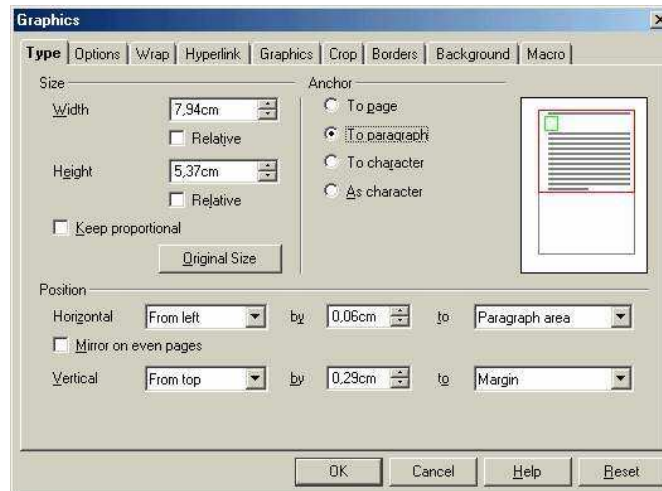 Graphics
Type Options Wrap Hyperlink Graphics Crop Borders Background Macro
Size
Anchor
Width 7,94cm
Relative
Height 5,37cm
Relative
Keep proportional
Original Size
To page
To paragraph
To character
As character
Position
Horizontal From left by 0,06cm to Paragraph area
Mirror on even pages
Vertical From top by 0,29cm to Margin
OK Cancel Help Reset